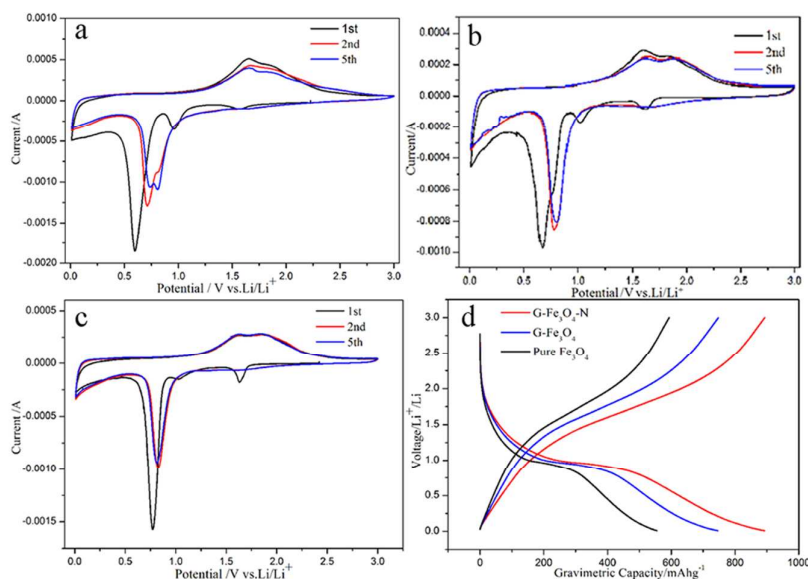 a
1st
2nd
5th
0.0010
0.0005
0.0000
-0.0005
-0.0010
-0.0015
-0.0020
Current/A
0.0 0.5 1.0 1.5 2.0 2.5 3.0
Potential / V vs.Li/Li⁺
b
1st
2nd
5th
0.0006
0.0004
0.0002
0.0000
-0.0002
-0.0004
-0.0006
-0.0008
-0.0010
Current/A
0.0 0.5 1.0 1.5 2.0 2.5 3.0
Potential/V vs.Li/Li⁺
c
1st
2nd
5th
0.0005
0.0000
-0.0005
-0.0010
-0.0015
Current /A
0.0 0.5 1.0 1.5 2.0 2.5 3.0
Potential /V vs.Li/Li⁺
d
G-Fe₃O₄-N
G-Fe₃O₄
Pure Fe₃O₄
3.0
2.5
2.0
1.5
1.0
0.5
0.0
Voltage/Li⁺/Li
0 200 400 600 800 1000
Gravimetric Capacity/mAhg⁻¹